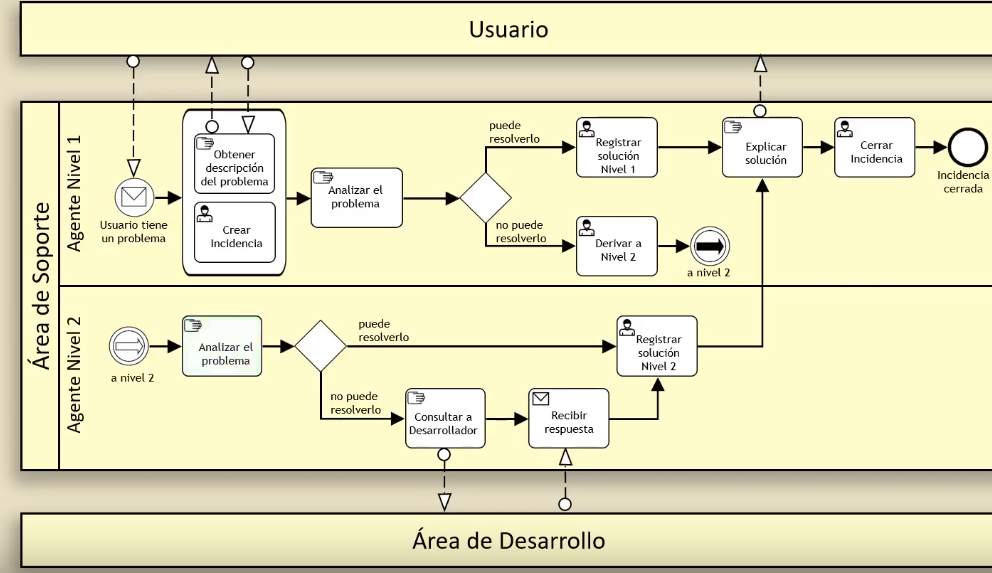 Usuario
Área de Soporte
Agente Nivel 1
Usuario tiene
un problema
Obtener
descripción
del problema
Crear
Incidencia
Analizar el
problema
puede
resolverlo
no puede
resolverlo
Registrar
solución
Nivel 1
Derivar a
Nivel 2
a nivel 2
Explicar
solución
Cerrar
Incidencia
Incidencia
cerrada
Agente Nivel 2
a nivel 2
Analizar el
problema
puede
resolverlo
no puede
resolverlo
Consultar a
Desarrollador
Recibir
respuesta
Registrar
solución
Nivel 2
Área de Desarrollo